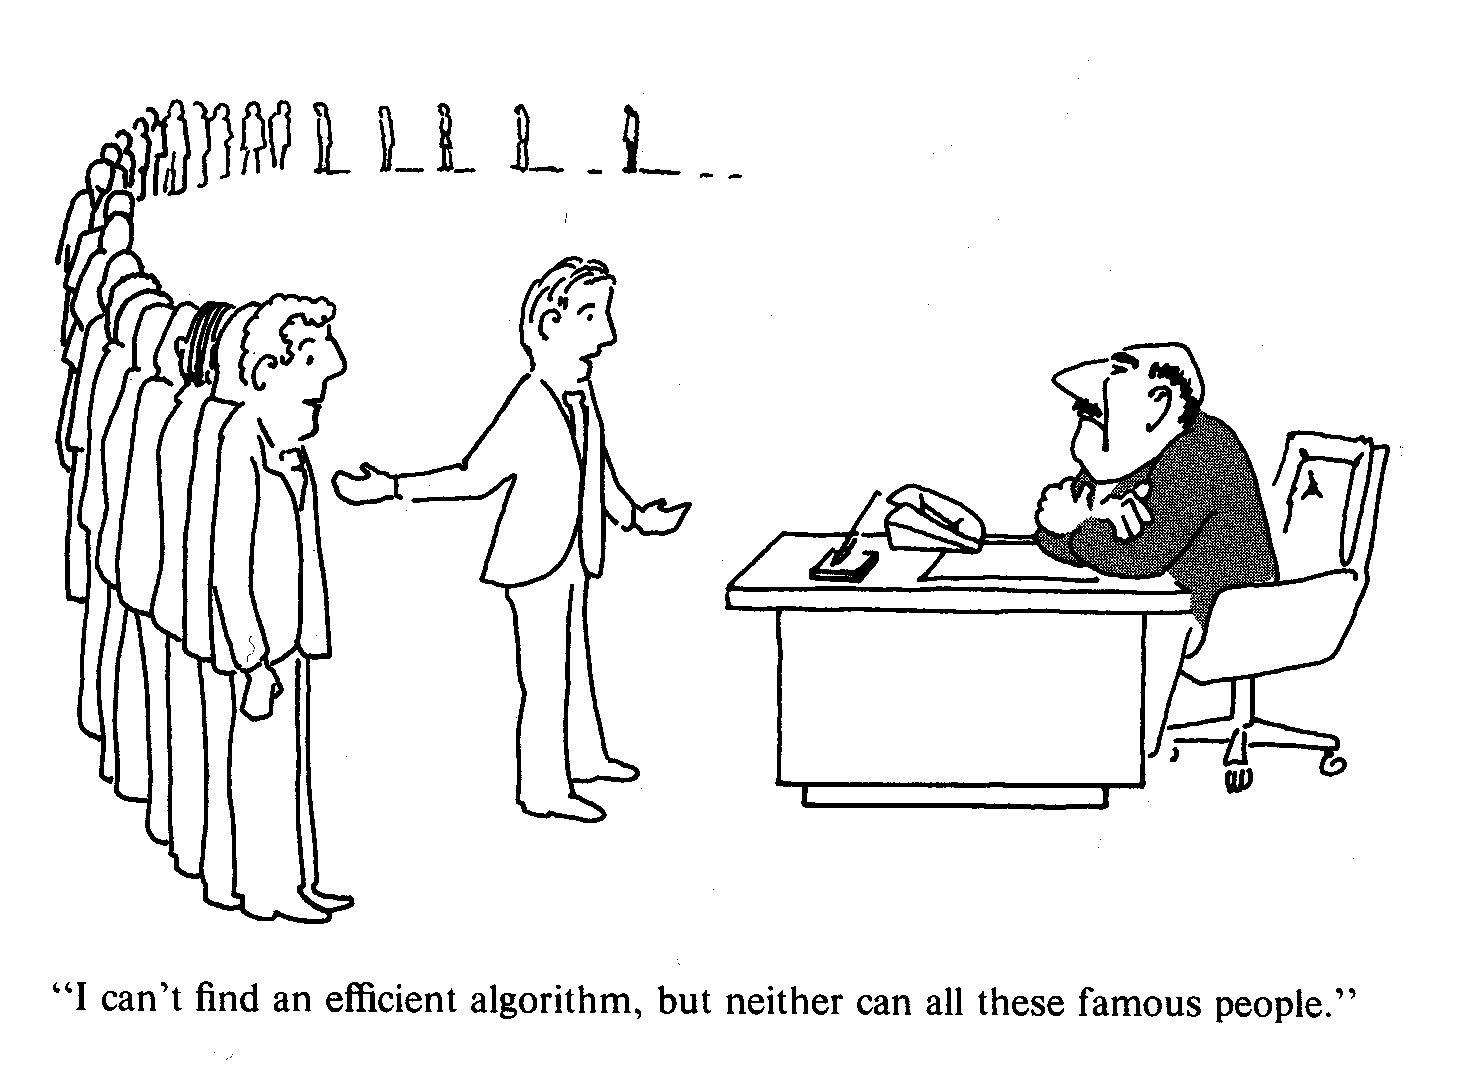 “I can’t find an efficient algorithm, but neither can all these famous people.”